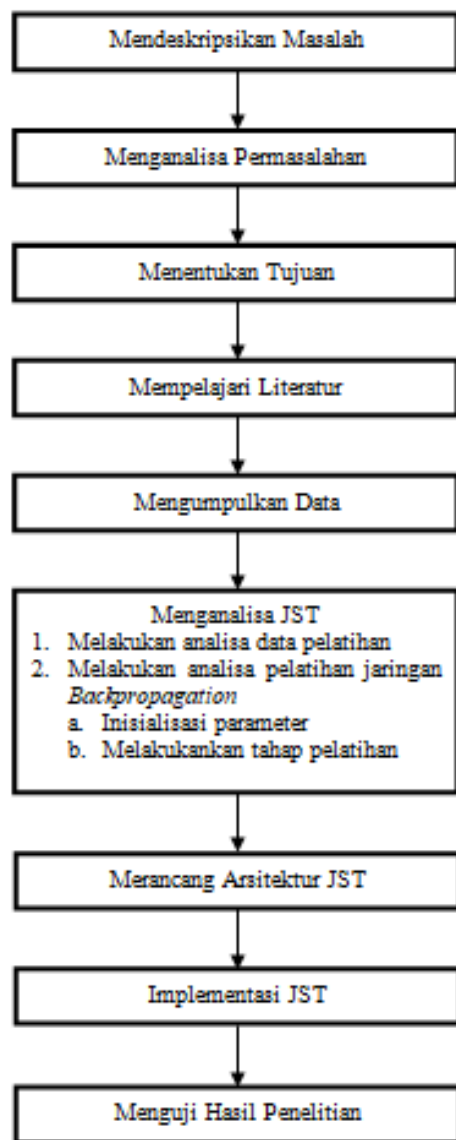 Mendeskripsikan Masalah
Menganalisa Permasalahan
Menentukan Tujuan
Mempelajari Literatur
Mengumpulkan Data
Menganalisa JST
1. Melakukan analisa data pelatihan
2. Melakukan analisa pelatihan jaringan
Backpropagation
a. Inisialisasi parameter
b. Melakukankan tahap pelatihan
Merancang Arsitektur JST
Implementasi JST
Menguji Hasil Penelitian